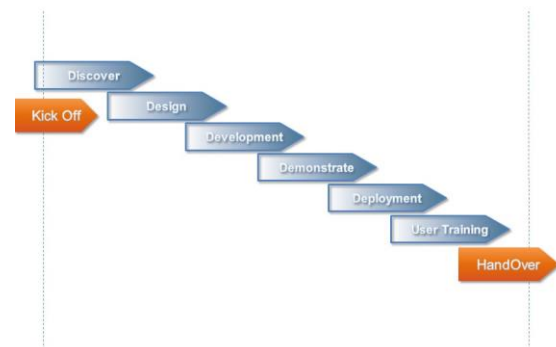 Discover
Kick Off
Design
Development
Demonstrate
Deployment
User Training
HandOver